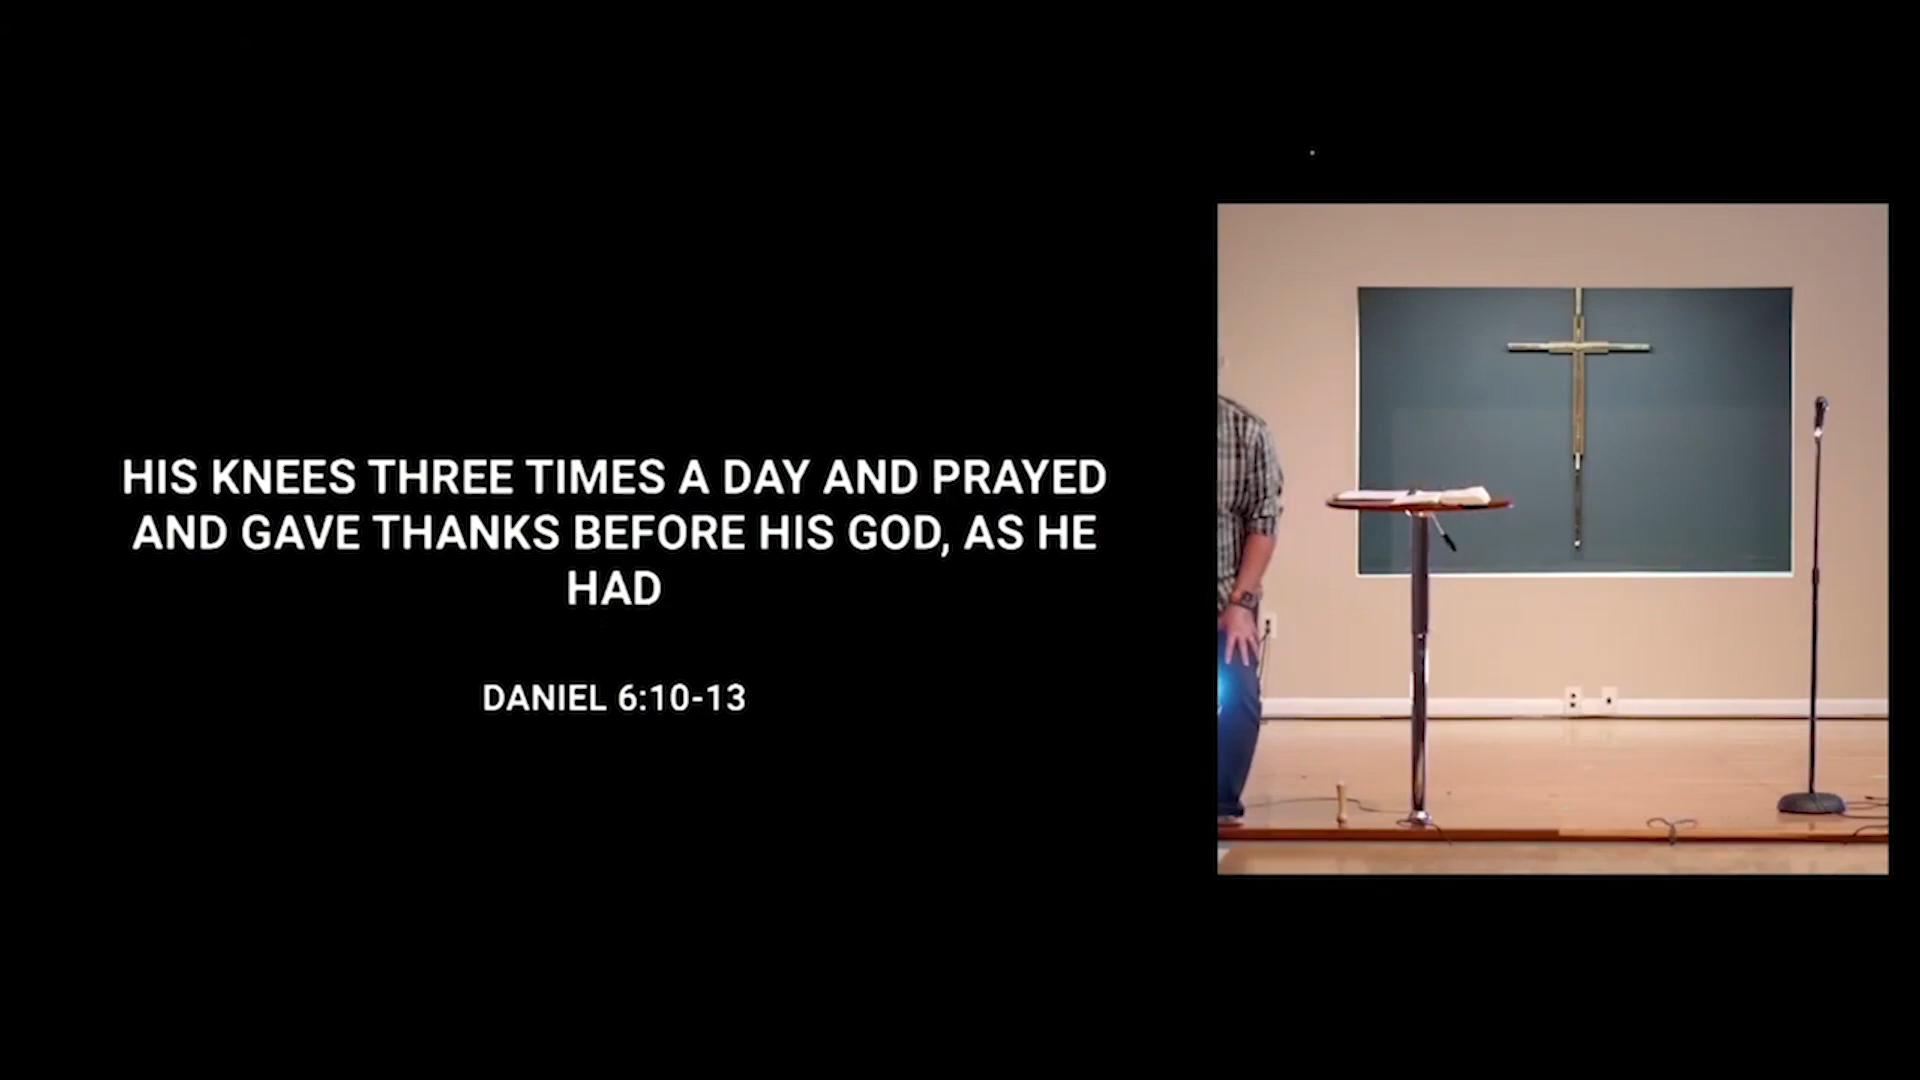 HIS KNEES THREE TIMES A DAY AND PRAYED
AND GAVE THANKS BEFORE HIS GOD, AS HE
HAD
DANIEL 6:10-13